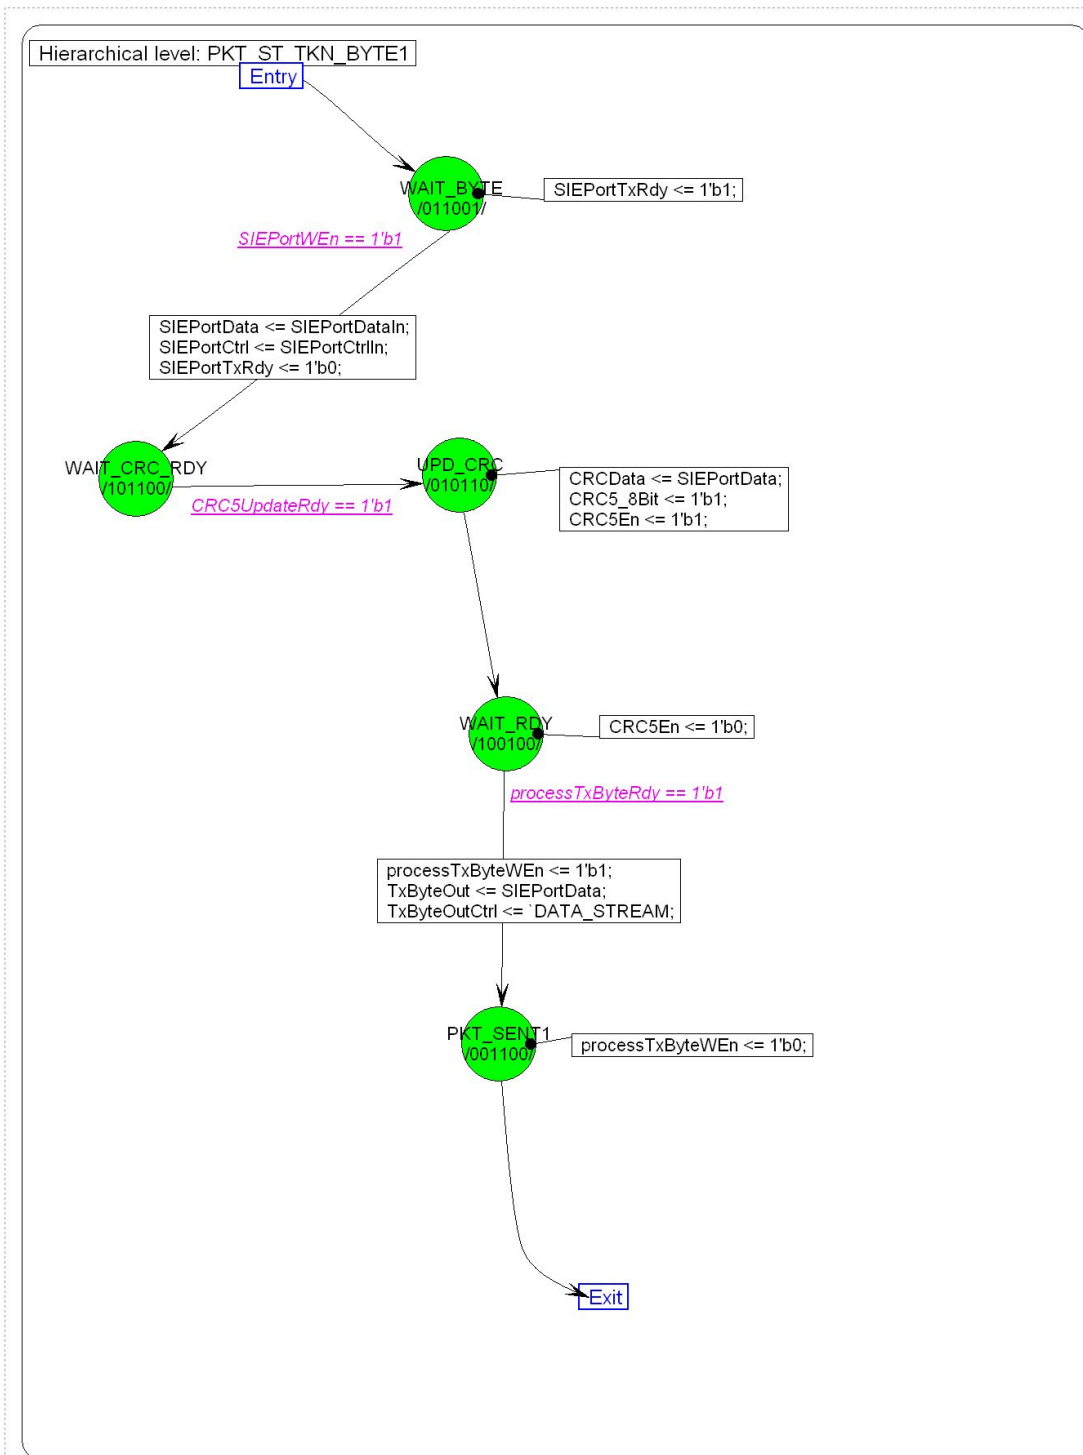 Hierarchical level: PKT_ST_TKN_BYTE1
Entry
WAIT_BYTE
/011001/
SIEPortTxRdy <= 1'b1;
SIEPortWEn == 1'b1
SIEPortData <= SIEPortDataIn;
SIEPortCtrl <= SIEPortCtrlIn;
SIEPortTxRdy <= 1'b0;
WAIT_CRC_RDY
/101100/
CRC5UpdateRdy == 1'b1
UPD_CRC
/010110/
CRCData <= SIEPortData;
CRC5_8Bit <= 1'b1;
CRC5En <= 1'b1;
WAIT_RDY
/100100/
CRC5En <= 1'b0;
processTxByteRdy == 1'b1
processTxByteWEn <= 1'b1;
TxByteOut <= SIEPortData;
TxByteOutCtrl <= `DATA_STREAM;
PKT_SENT1
/001100/
processTxByteWEn <= 1'b0;
Exit